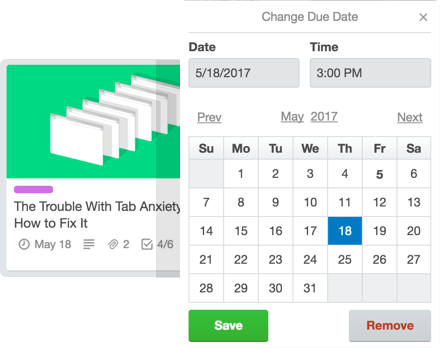 Change Due Date ×
Date Time
5/18/2017 3:00 PM
Prev May 2017 Next
Su Mo Tu We Th Fr Sa
1 2 3 4 5 6
7 8 9 10 11 12 13
14 15 16 17 18 19 20
21 22 23 24 25 26 27
28 29 30 31
Save Remove
The Trouble With Tab Anxiety
How to Fix It
May 18 2 4/6